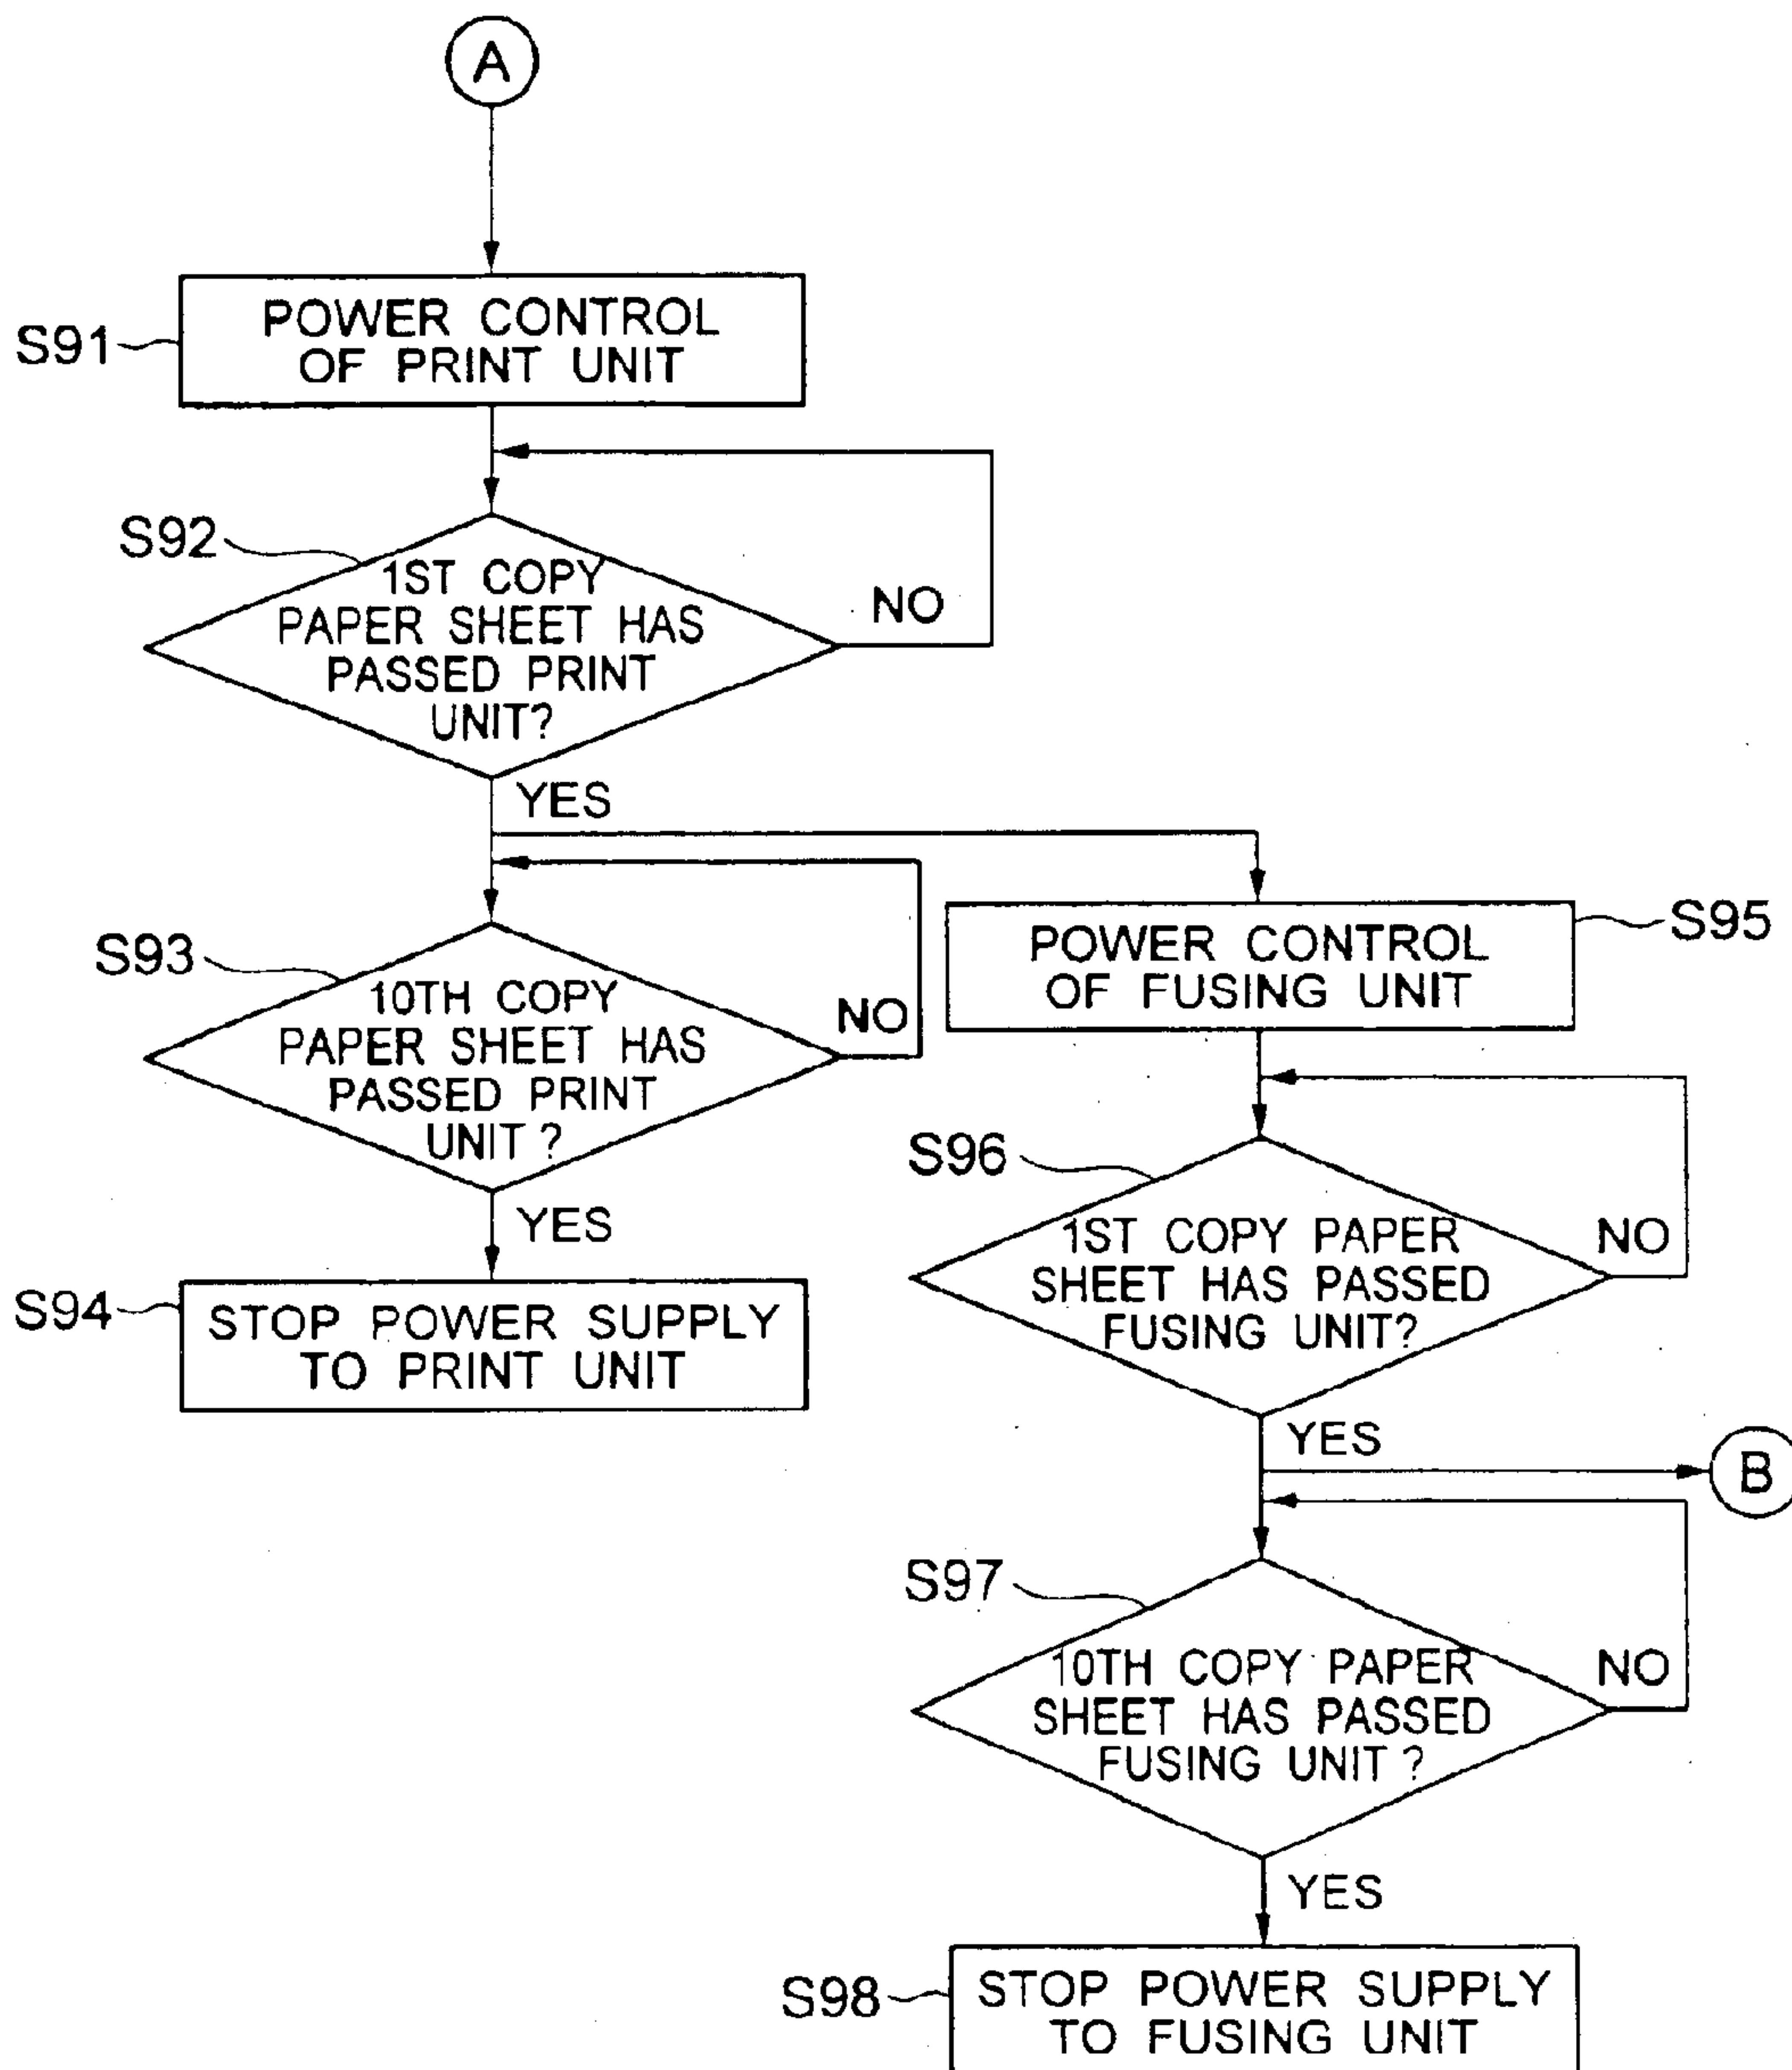 A
S91
POWER CONTROL
OF PRINT UNIT
S92
1ST COPY
PAPER SHEET HAS
PASSED PRINT
UNIT?
NO
YES
S93
10TH COPY
PAPER SHEET HAS
PASSED PRINT
UNIT ?
NO
YES
S94
STOP POWER SUPPLY
TO PRINT UNIT
S95
POWER CONTROL
OF FUSING UNIT
S96
1ST COPY PAPER
SHEET HAS PASSED
FUSING UNIT?
NO
YES
B
S97
10TH COPY PAPER
SHEET HAS PASSED
FUSING UNIT ?
NO
YES
S98
STOP POWER SUPPLY
TO FUSING UNIT